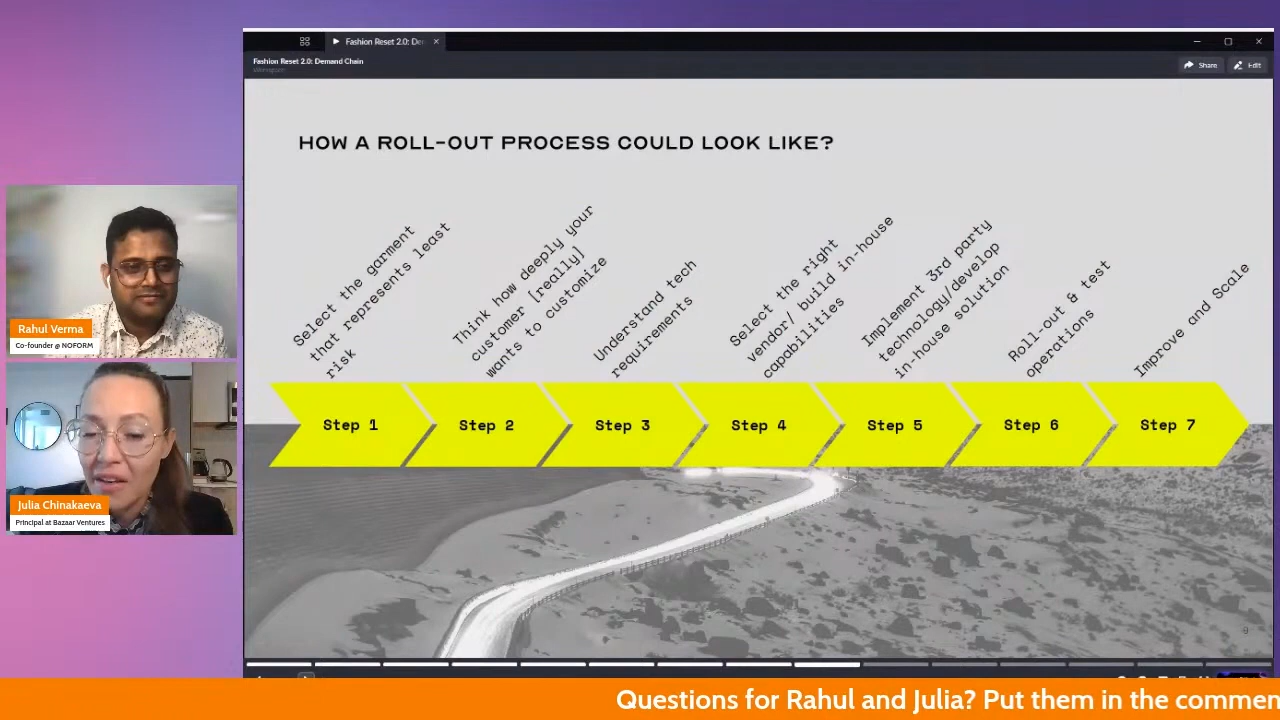 Fashion Reset 2.0: De
Fashion Reset 2.0: Demand Chain
Share
Edit
HOW A ROLL-OUT PROCESS COULD LOOK LIKE?
Select the garment
that represents least
risk
Think how deeply your
customer [really]
wants to customize
Understand tech
requirements
Select the right
vendor/ build in-house
capabilities
Implement 3rd party
technology/develop
in-house solution
Roll-out & test
operations
Improve and Scale
Step 1
Step 2
Step 3
Step 4
Step 5
Step 6
Step 7
9
Rahul Verma
Co-founder @ NOFORM
Julia Chinakaeva
Principal at Bazaar Ventures
Questions for Rahul and Julia? Put them in the commen